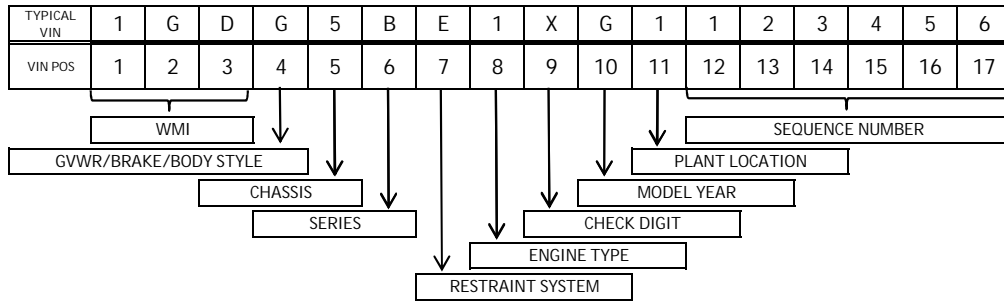 TYPICAL VIN 1 G D G 5 B E 1 X G 1 1 2 3 4 5 6
VIN POS 1 2 3 4 5 6 7 8 9 10 11 12 13 14 15 16 17
WMI SEQUENCE NUMBER
GVWR/BRAKE/BODY STYLE PLANT LOCATION
CHASSIS MODEL YEAR
SERIES CHECK DIGIT
ENGINE TYPE
RESTRAINT SYSTEM